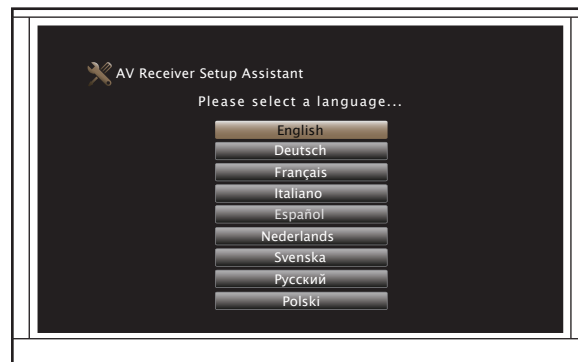 AV Receiver Setup Assistant
Please select a language...
English
Deutsch
Français
Italiano
Español
Nederlands
Svenska
Русский
Polski